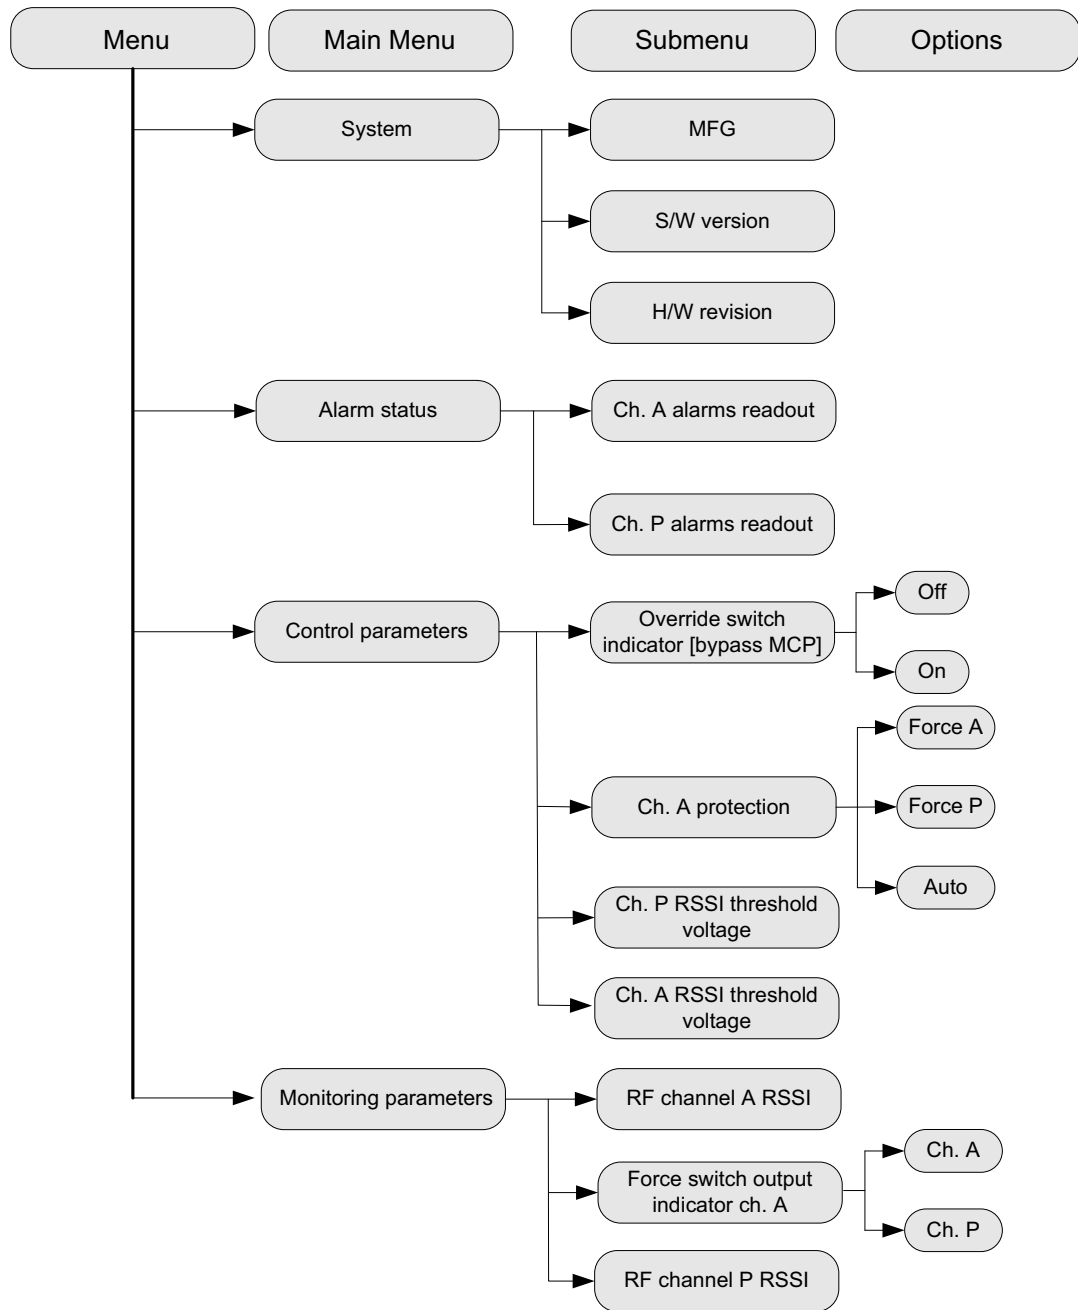 Menu
Main Menu
Submenu
Options
System
MFG
S/W version
H/W revision
Alarm status
Ch. A alarms readout
Ch. P alarms readout
Control parameters
Override switch
indicator [bypass MCP]
Off
On
Ch. A protection
Force A
Force P
Auto
Ch. P RSSI threshold
voltage
Ch. A RSSI threshold
voltage
Monitoring parameters
RF channel A RSSI
Force switch output
indicator ch. A
Ch. A
Ch. P
RF channel P RSSI